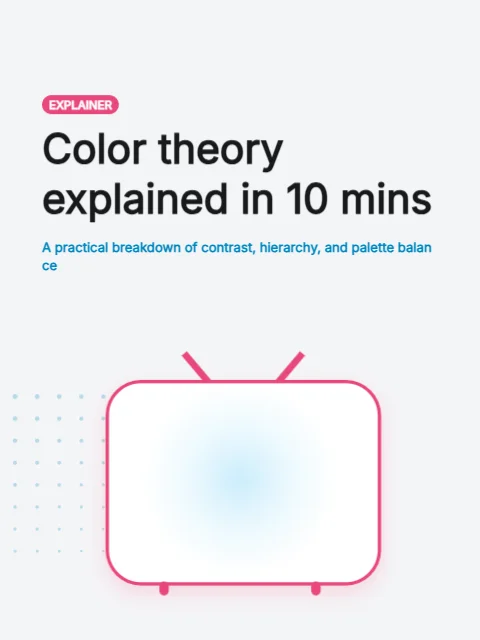 EXPLAINER
Color theory
explained in 10 mins
A practical breakdown of contrast, hierarchy, and palette balan
ce